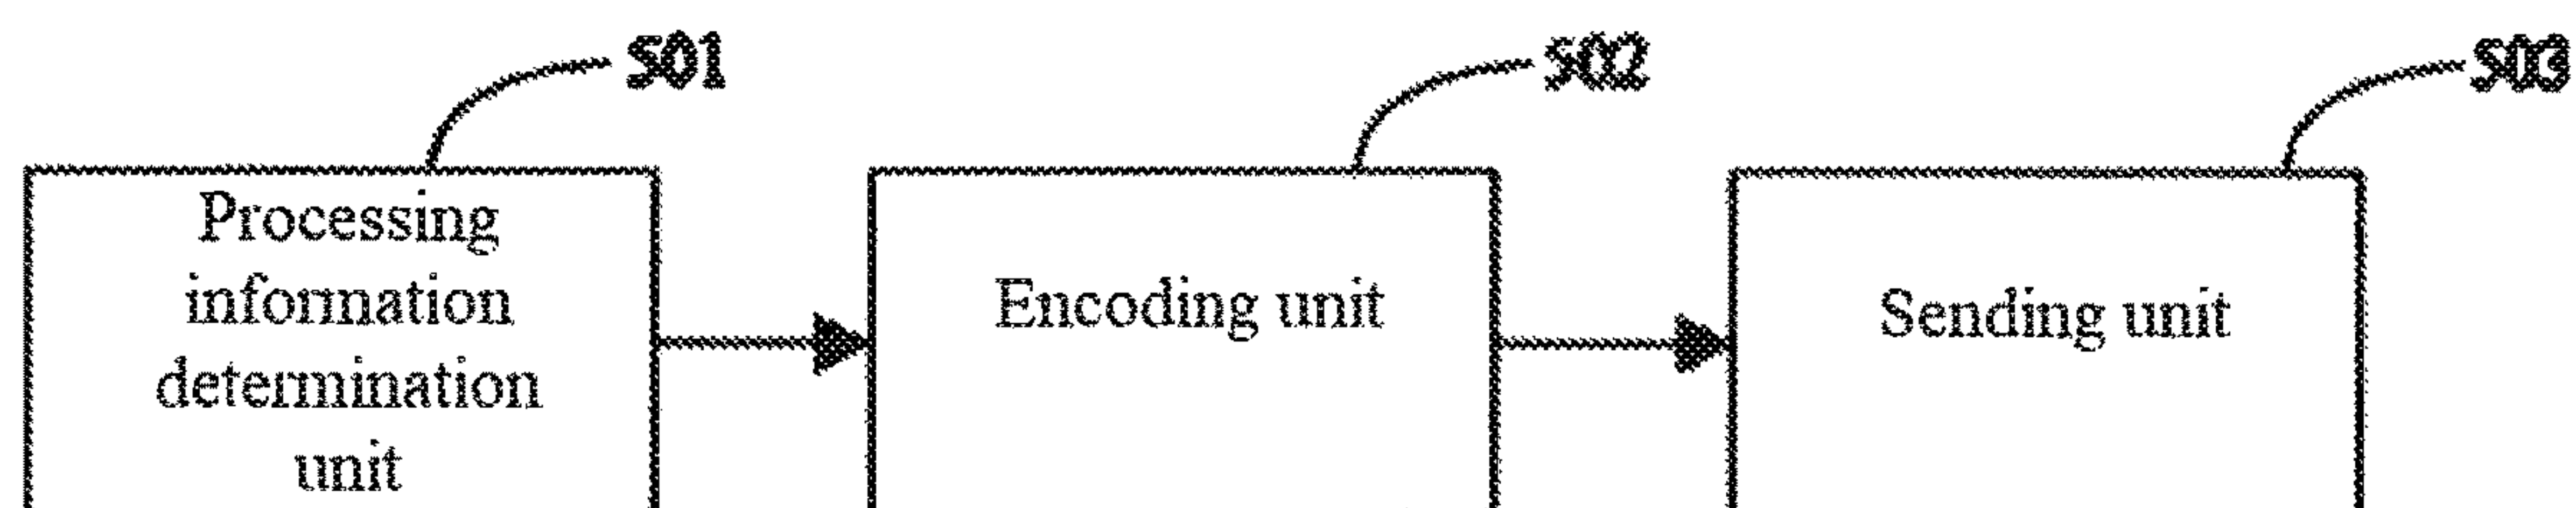 501 502 503
Processing
information
determination
unit
Encoding unit
Sending unit